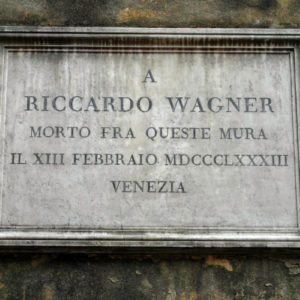 A
RICCARDO WAGNER
MORTO FRA QUESTE MURA
IL XIII FEBBRAIO MDCCCLXXXIII
VENEZIA